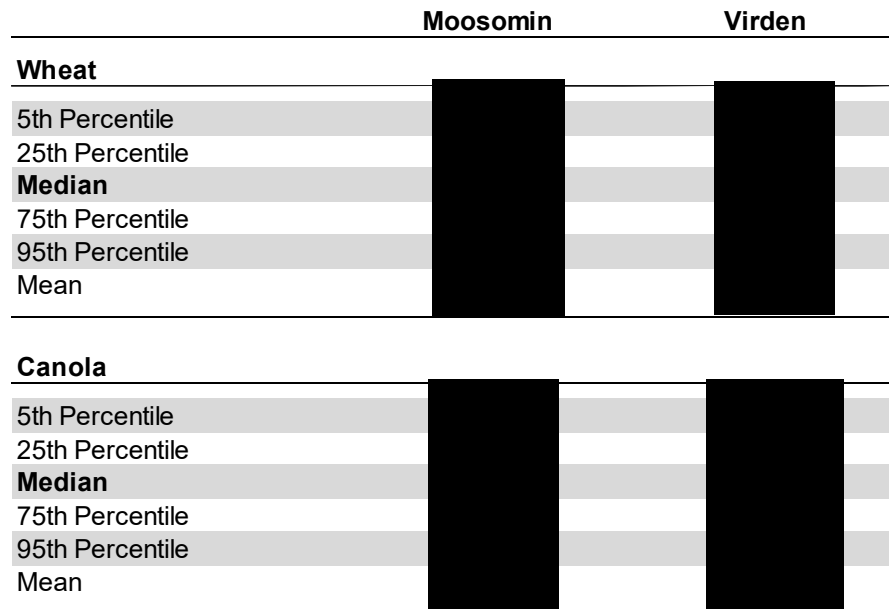 Moosomin Virden
Wheat
5th Percentile
25th Percentile
Median
75th Percentile
95th Percentile
Mean
Canola
5th Percentile
25th Percentile
Median
75th Percentile
95th Percentile
Mean